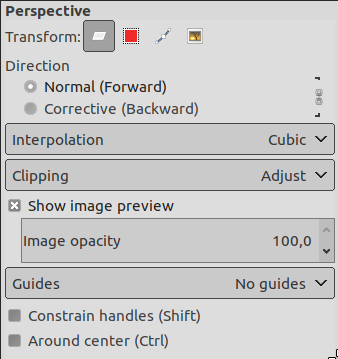 Perspective
Transform:
Direction
Normal (Forward)
Corrective (Backward)
Interpolation Cubic
Clipping Adjust
Show image preview
Image opacity 100,0
Guides No guides
Constrain handles (Shift)
Around center (Ctrl)